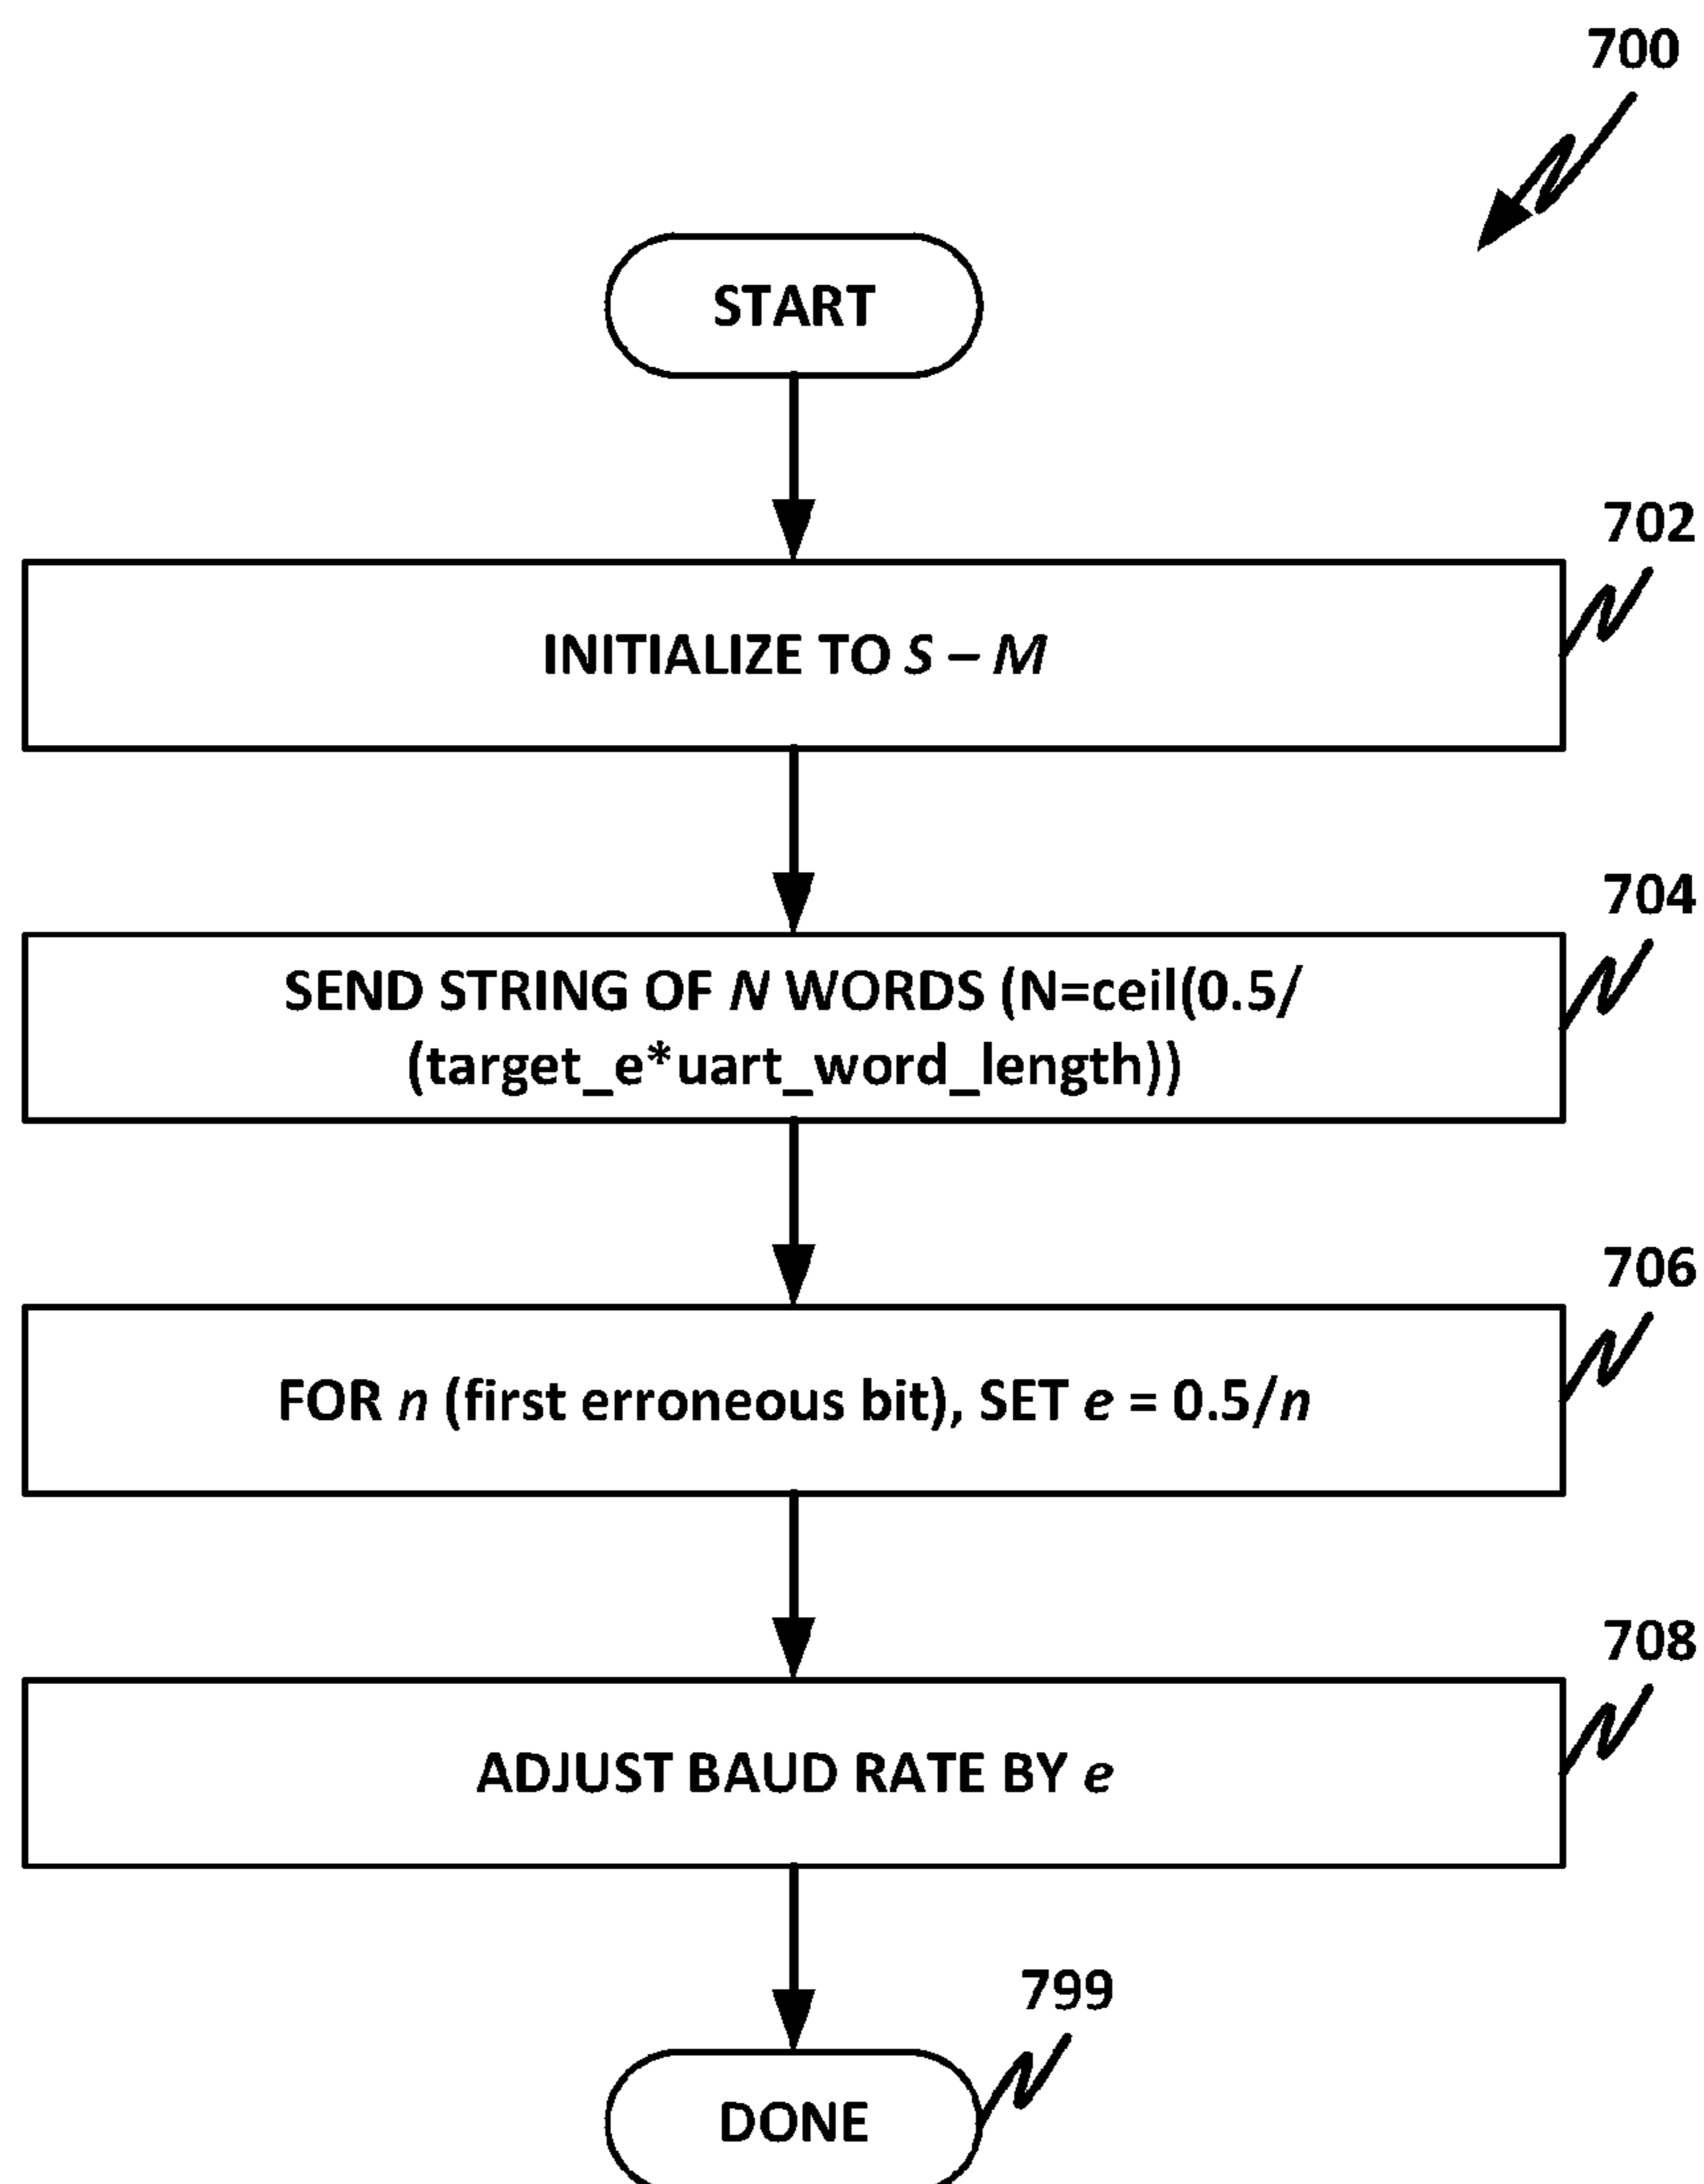 700
START
702
INITIALIZE TO S – M
704
SEND STRING OF N WORDS (N=ceil(0.5/
(target_e*uart_word_length))
706
FOR n (first erroneous bit), SET e = 0.5/n
708
ADJUST BAUD RATE BY e
799
DONE